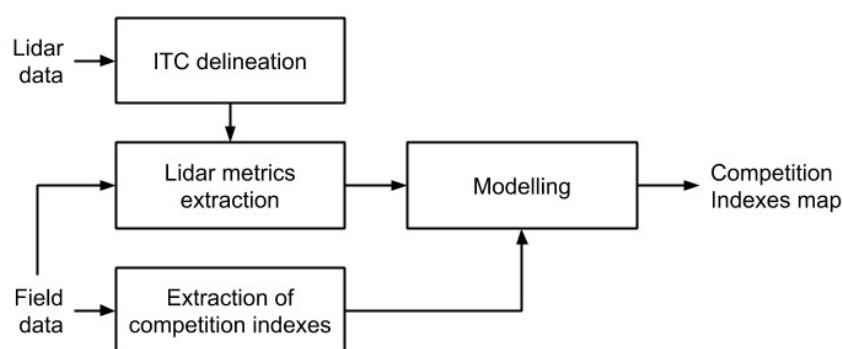 Lidar
data
ITC delineation
Lidar metrics
extraction
Modelling
Competition
Indexes map
Field
data
Extraction of
competition indexes